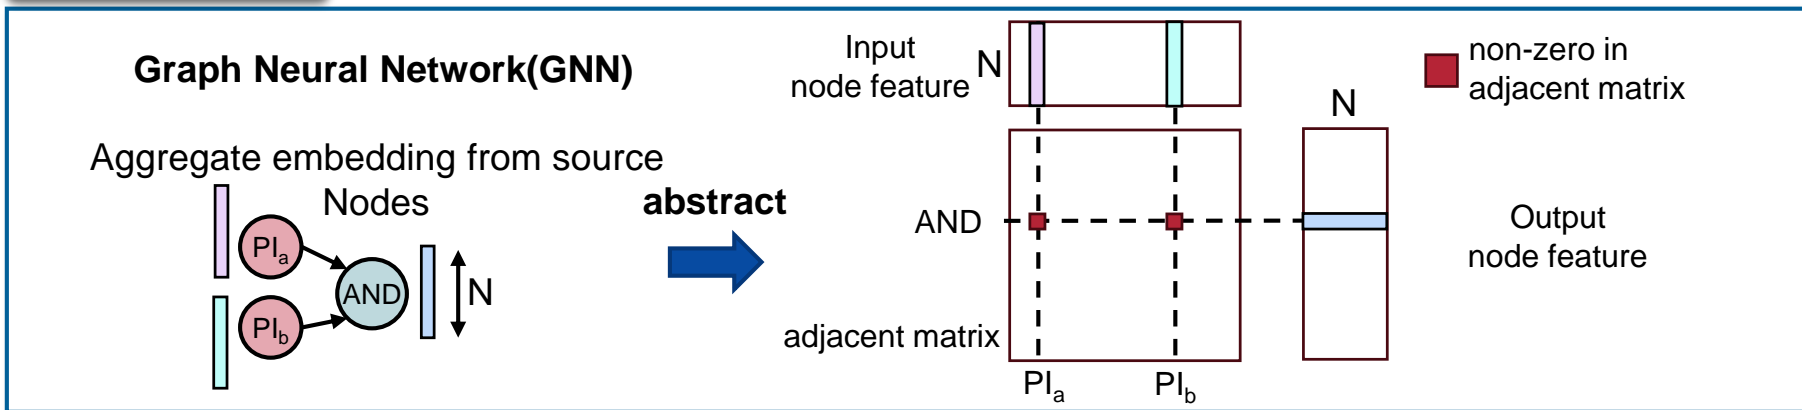 Graph Neural Network(GNN)
Aggregate embedding from source
Nodes
PIa
PIb
AND
N
abstract
Input
node feature
N
non-zero in
adjacent matrix
N
AND
Output
node feature
adjacent matrix
PIa
PIb